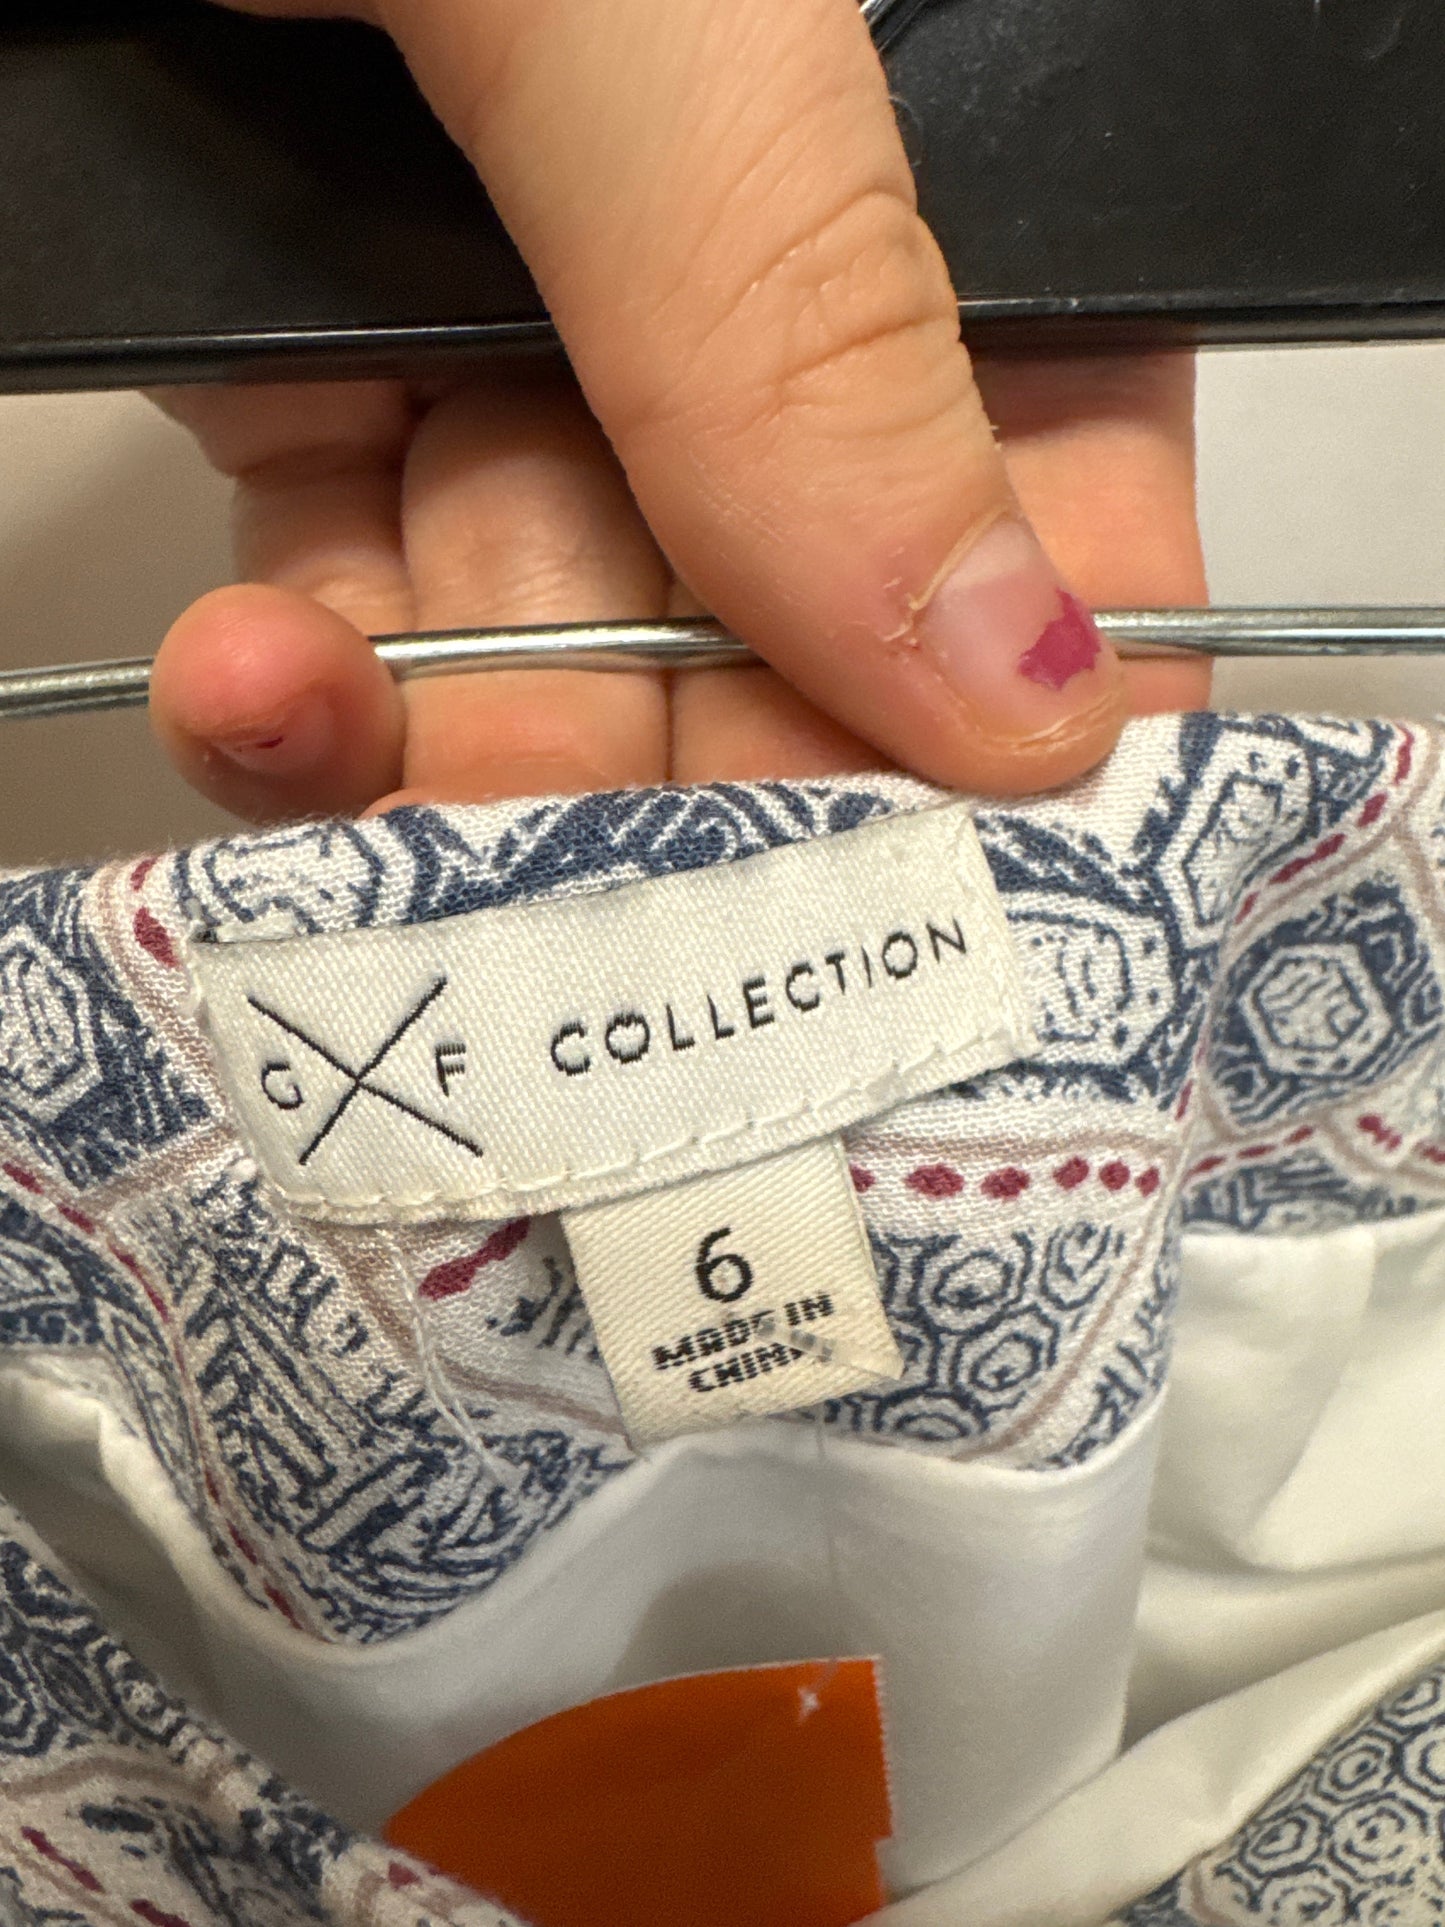 G X F COLLECTION
6
MADE IN
CHINA